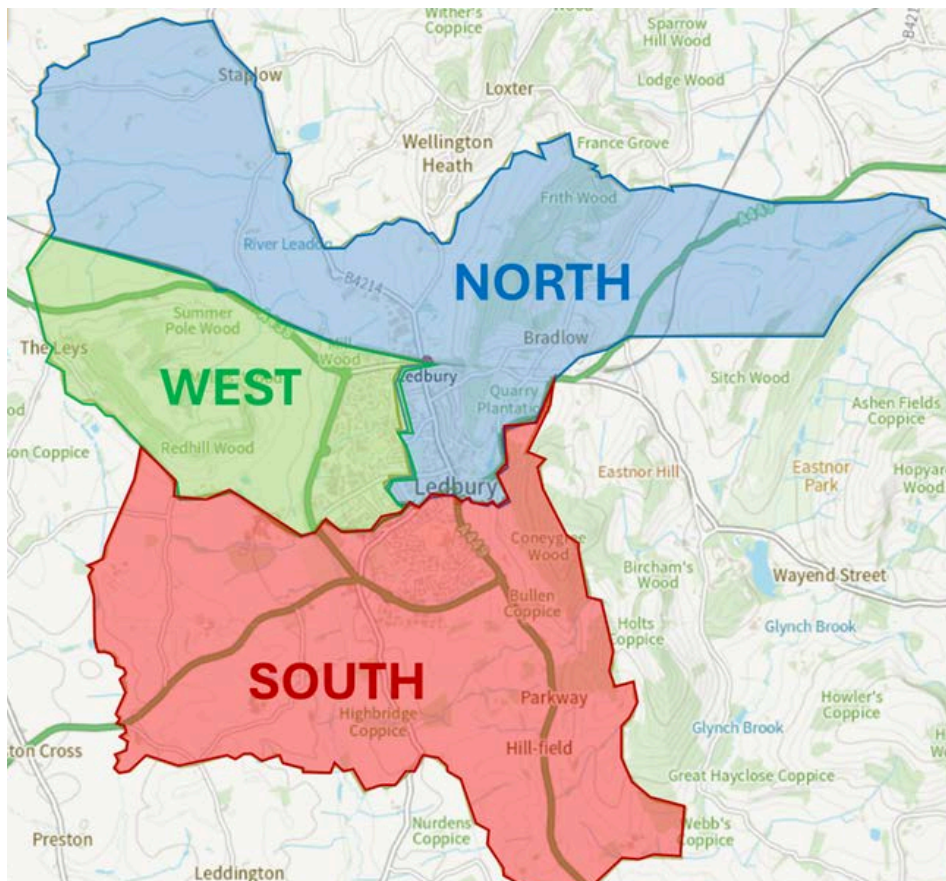 Wither's
Coppice
Sparrow
Hill Wood
Staplow
Loxter
Lodge Wood
Wellington
Heath
France Grove
Frith Wood
River Leadon
B4214
NORTH
Summer
Pole Wood
Bradlow
The Leys
Wood
WEST
Ledbury
Quarry
Plantation
Sitch Wood
Ashen Fields
Coppice
Redhill Wood
son Coppice
Eastnor Hill
Eastnor
Park
Hopyar
Wood
Ledbury
Coneygree
Wood
Bircham's
Wood
Wayend Street
Bullen
Coppice
Holts
Coppice
Glynch Brook
SOUTH
Parkway
Howler's
Coppice
Highbridge
Coppice
Glynch Brook
ton Cross
Hill-field
Great Hayclose Coppice
Preston
Nurdens
Coppice
Webb's
Coppice
Leddington